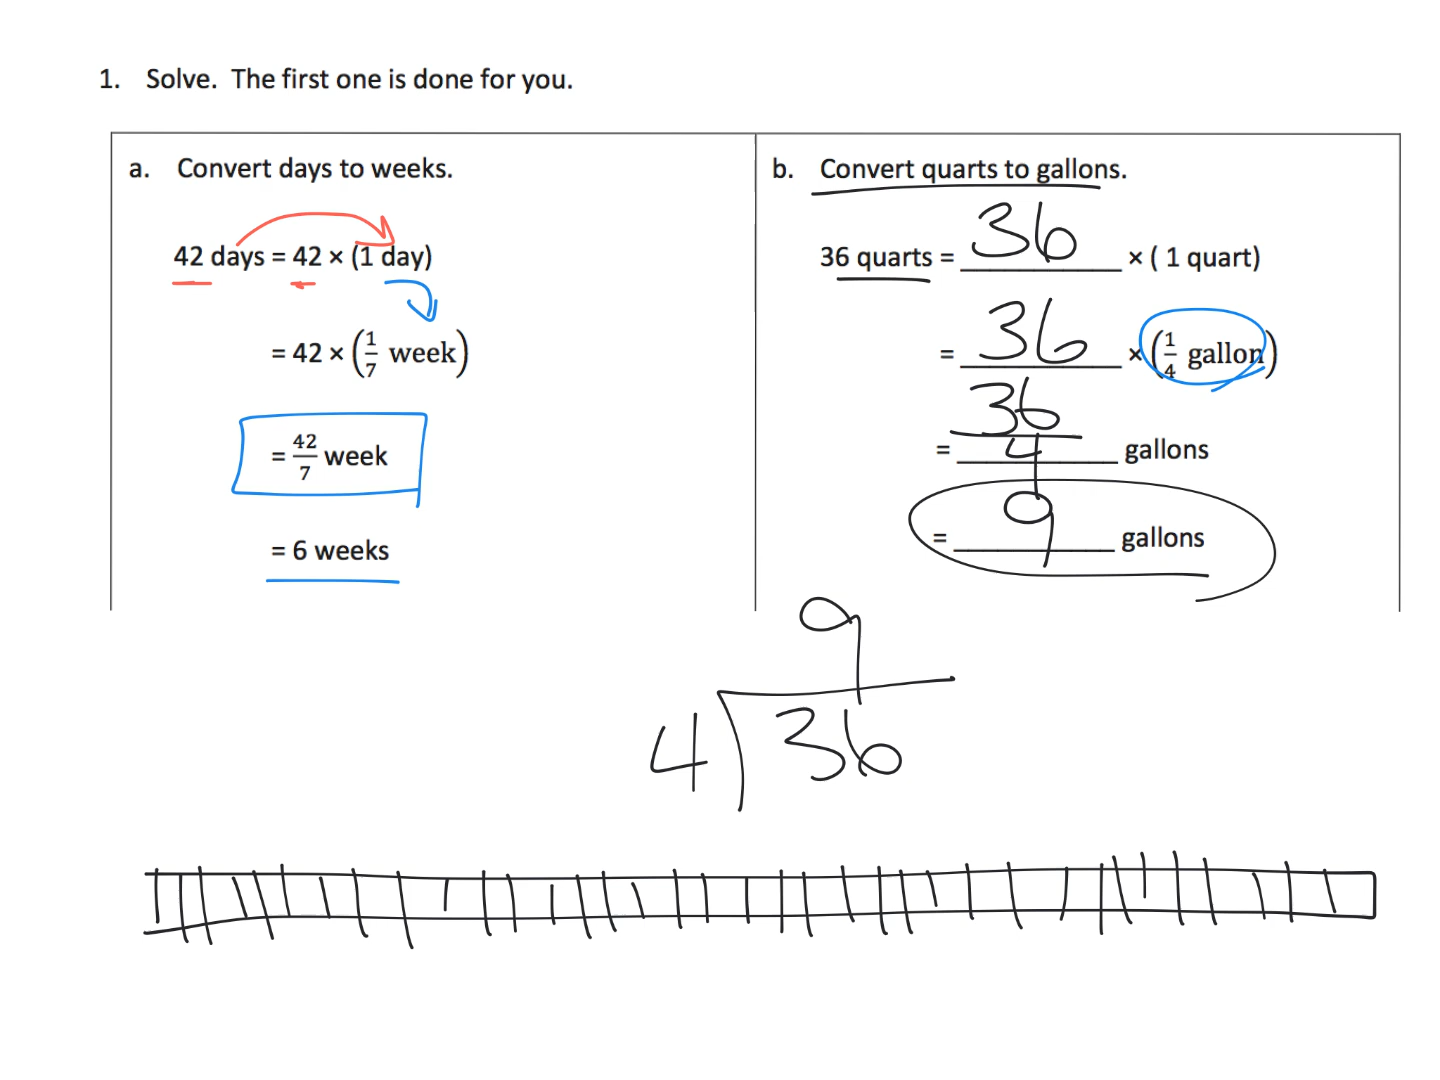 1. Solve. The first one is done for you.
a. Convert days to weeks.
42 days = 42 × (1 day)
= 42 × (1/7 week)
= 42/7 week
= 6 weeks
b. Convert quarts to gallons.
36 quarts = 36 × ( 1 quart)
= 36 × (1/4 gallon)
= 36/4 gallons
= 9 gallons
9
4 36